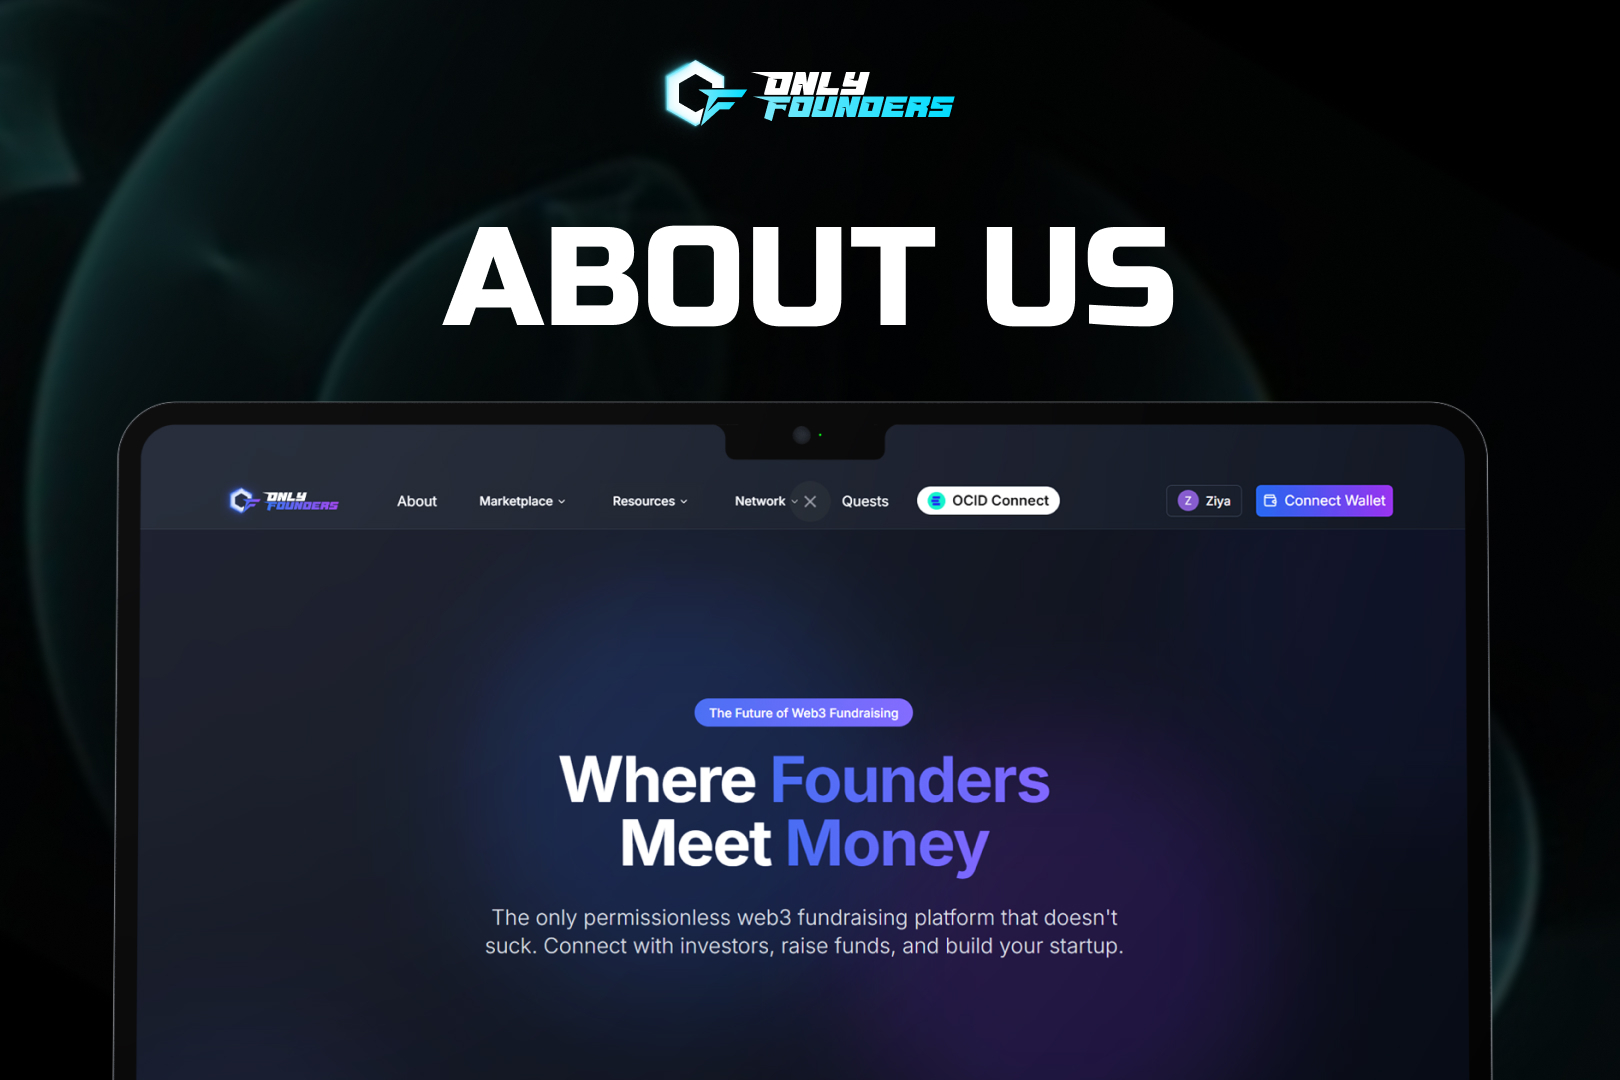 ONLY
FOUNDERS
ABOUT US
ONLY
FOUNDERS
About
Marketplace
Resources
Network
Quests
OCID Connect
Z
Ziya
Connect Wallet
The Future of Web3 Fundraising
Where Founders
Meet Money
The only permissionless web3 fundraising platform that doesn't
suck. Connect with investors, raise funds, and build your startup.